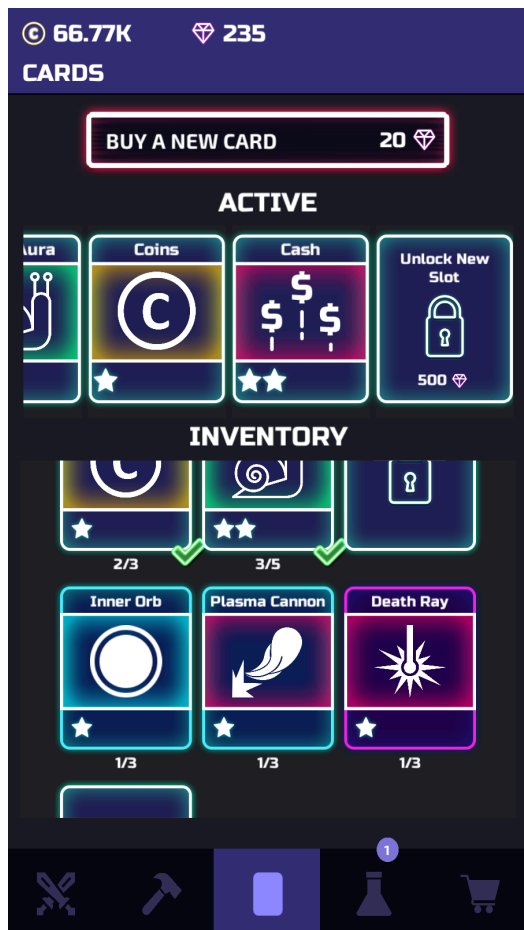 66.77K 235
CARDS
BUY A NEW CARD 20
ACTIVE
Aura Coins Cash Unlock New
Slot
500
INVENTORY
2/3 3/5
Inner Orb Plasma Cannon Death Ray
1/3 1/3 1/3
1